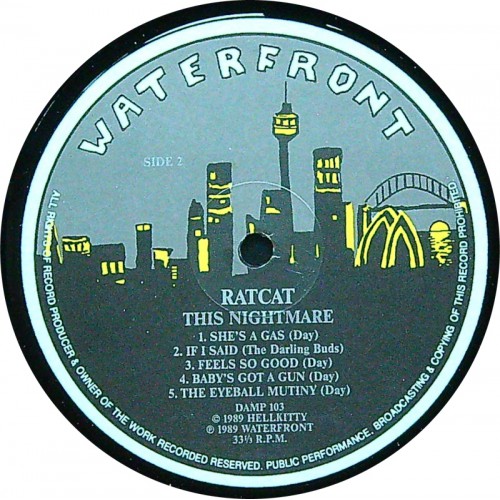 WATERFRONT
SIDE 2
RATCAT
THIS NIGHTMARE
1. SHE'S A GAS (Day)
2. IF I SAID (The Darling Buds)
3. FEELS SO GOOD (Day)
4. BABY'S GOT A GUN (Day)
5. THE EYEBALL MUTINY (Day)
DAMP 103
℗ 1989 HELLKITTY
© 1989 WATERFRONT
33⅓ R.P.M.
ALL RIGHTS OF RECORD PRODUCER & OWNER OF THE WORK RECORDED RESERVED. PUBLIC PERFORMANCE. BROADCASTING & COPYING OF THIS RECORD PROHIBITED.